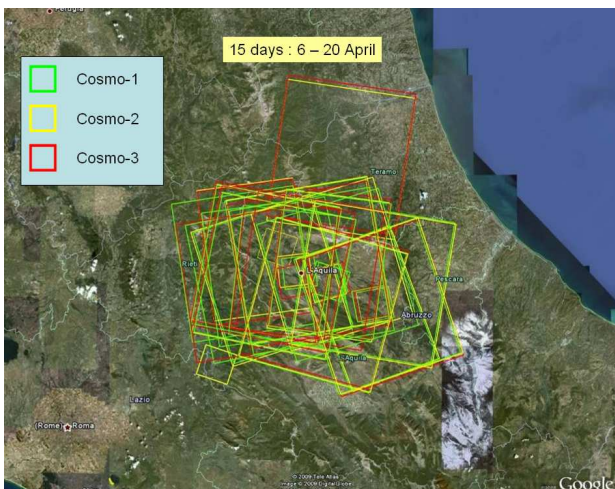 Perugia
15 days : 6 – 20 April
Cosmo-1
Cosmo-2
Cosmo-3
Teramo
Rieti
L'Aquila
Pescara
Abruzzo
L'Aquila
Lazio
(Rome) Roma
© 2009 Tele Atlas
Image © 2009 DigitalGlobe
Google